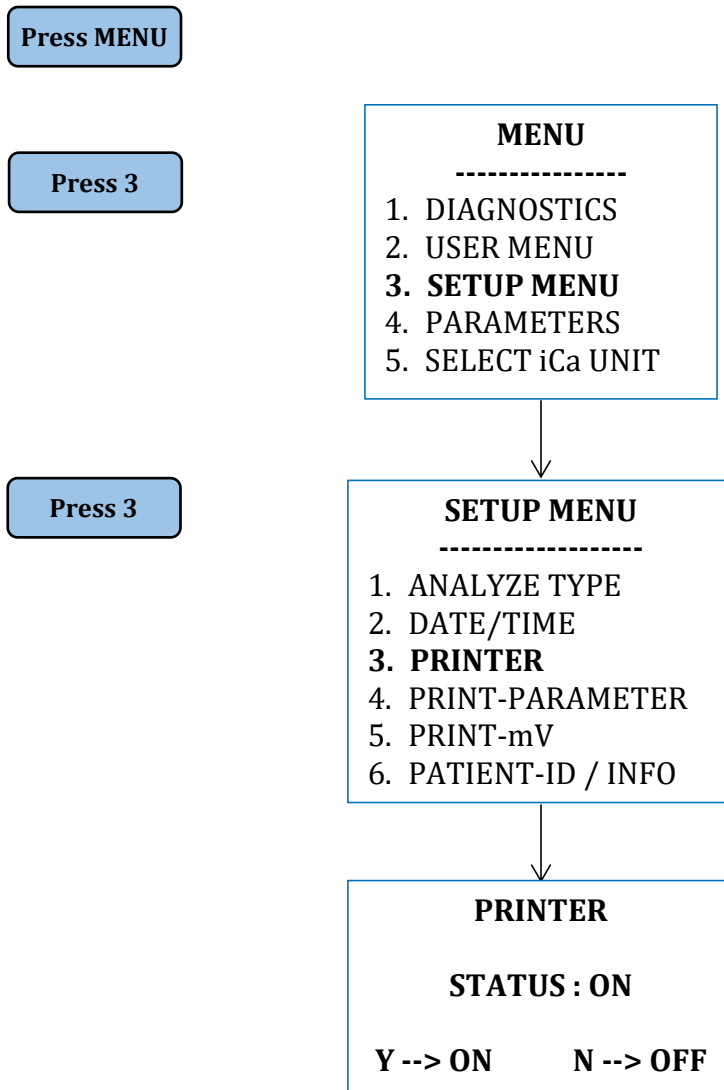 Press MENU
Press 3
MENU
----------------
1. DIAGNOSTICS
2. USER MENU
3. SETUP MENU
4. PARAMETERS
5. SELECT iCa UNIT
Press 3
SETUP MENU
-------------------
1. ANALYZE TYPE
2. DATE/TIME
3. PRINTER
4. PRINT-PARAMETER
5. PRINT-mV
6. PATIENT-ID / INFO
PRINTER
STATUS : ON
Y --> ON N --> OFF